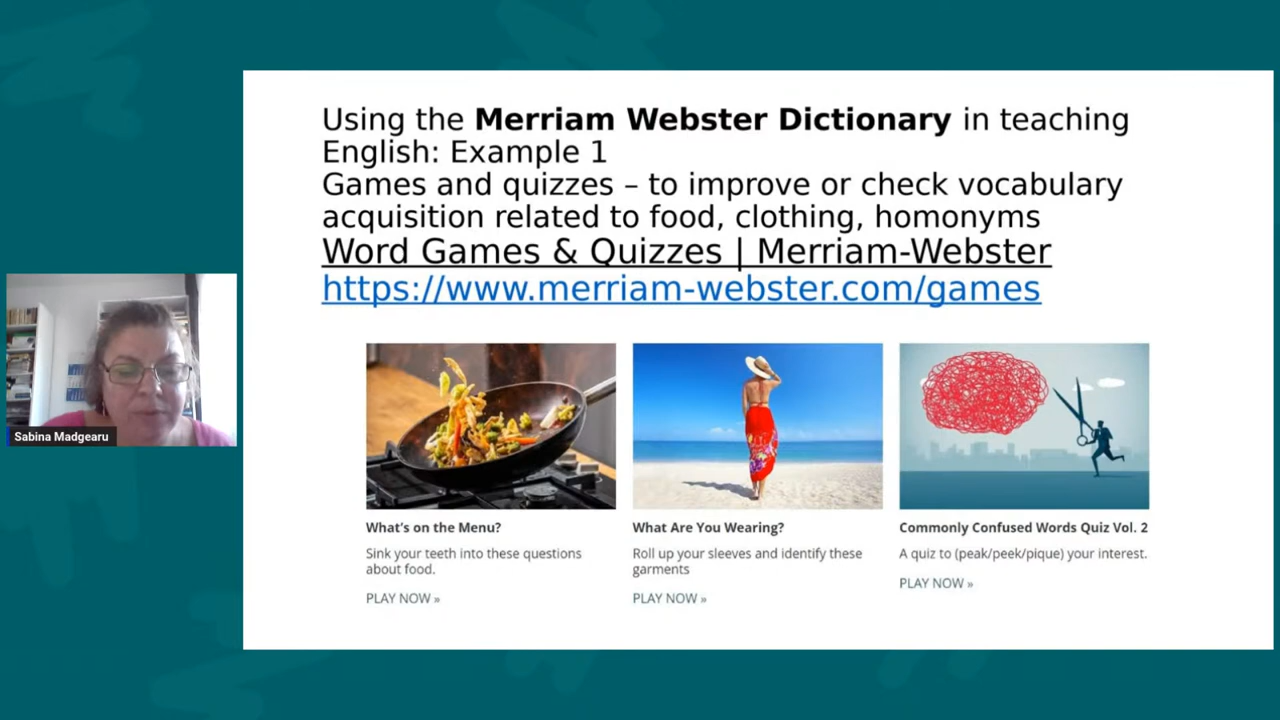 Using the Merriam Webster Dictionary in teaching
English: Example 1
Games and quizzes – to improve or check vocabulary
acquisition related to food, clothing, homonyms
Word Games & Quizzes | Merriam-Webster
https://www.merriam-webster.com/games
Sabina Madgearu
What's on the Menu?
Sink your teeth into these questions
about food.
PLAY NOW »
What Are You Wearing?
Roll up your sleeves and identify these
garments
PLAY NOW »
Commonly Confused Words Quiz Vol. 2
A quiz to (peak/peek/pique) your interest.
PLAY NOW »